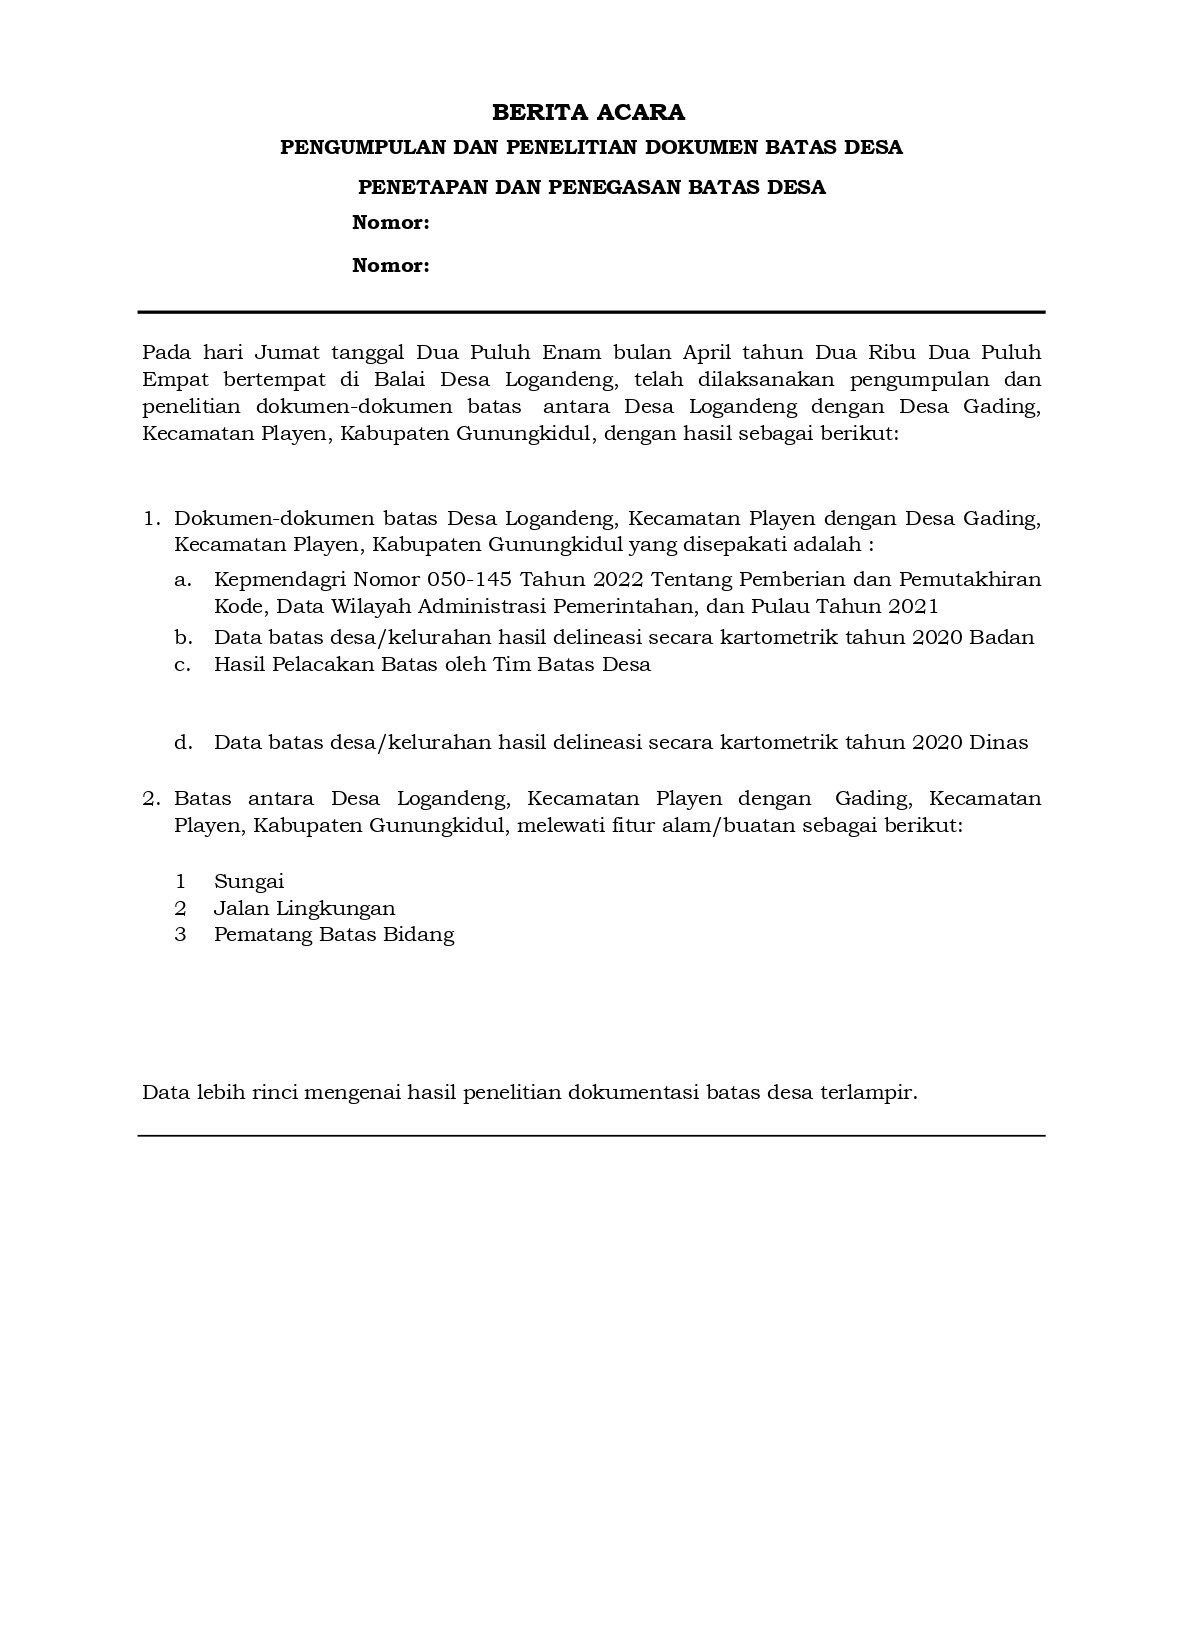 BERITA ACARA
PENGUMPULAN DAN PENELITIAN DOKUMEN BATAS DESA
PENETAPAN DAN PENEGASAN BATAS DESA
Nomor:
Nomor:
Pada hari Jumat tanggal Dua Puluh Enam bulan April tahun Dua Ribu Dua Puluh
Empat bertempat di Balai Desa Logandeng, telah dilaksanakan pengumpulan dan
penelitian dokumen-dokumen batas antara Desa Logandeng dengan Desa Gading,
Kecamatan Playen, Kabupaten Gunungkidul, dengan hasil sebagai berikut:
1. Dokumen-dokumen batas Desa Logandeng, Kecamatan Playen dengan Desa Gading,
Kecamatan Playen, Kabupaten Gunungkidul yang disepakati adalah :
a. Kepmendagri Nomor 050-145 Tahun 2022 Tentang Pemberian dan Pemutakhiran
Kode, Data Wilayah Administrasi Pemerintahan, dan Pulau Tahun 2021
b. Data batas desa/kelurahan hasil delineasi secara kartometrik tahun 2020 Badan
c. Hasil Pelacakan Batas oleh Tim Batas Desa
d. Data batas desa/kelurahan hasil delineasi secara kartometrik tahun 2020 Dinas
2. Batas antara Desa Logandeng, Kecamatan Playen dengan Gading, Kecamatan
Playen, Kabupaten Gunungkidul, melewati fitur alam/buatan sebagai berikut:
1 Sungai
2 Jalan Lingkungan
3 Pematang Batas Bidang
Data lebih rinci mengenai hasil penelitian dokumentasi batas desa terlampir.